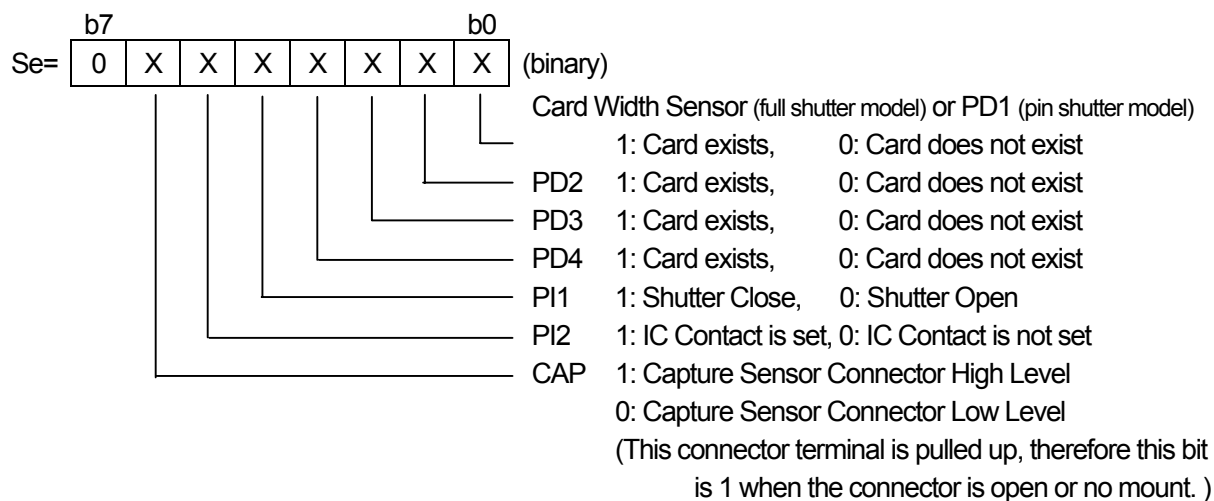 b7 b0
Se= 0 X X X X X X X (binary)
Card Width Sensor (full shutter model) or PD1 (pin shutter model)
1: Card exists, 0: Card does not exist
PD2 1: Card exists, 0: Card does not exist
PD3 1: Card exists, 0: Card does not exist
PD4 1: Card exists, 0: Card does not exist
PI1 1: Shutter Close, 0: Shutter Open
PI2 1: IC Contact is set, 0: IC Contact is not set
CAP 1: Capture Sensor Connector High Level
0: Capture Sensor Connector Low Level
(This connector terminal is pulled up, therefore this bit
is 1 when the connector is open or no mount. )